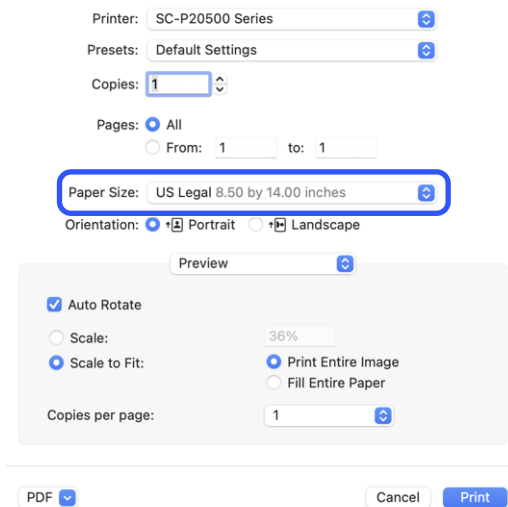 Printer: SC-P20500 Series
Presets: Default Settings
Copies: 1
Pages: All
From: 1 to: 1
Paper Size: US Legal 8.50 by 14.00 inches
Orientation: Portrait Landscape
Preview
Auto Rotate
Scale: 36%
Scale to Fit: Print Entire Image
Fill Entire Paper
Copies per page: 1
PDF Cancel Print